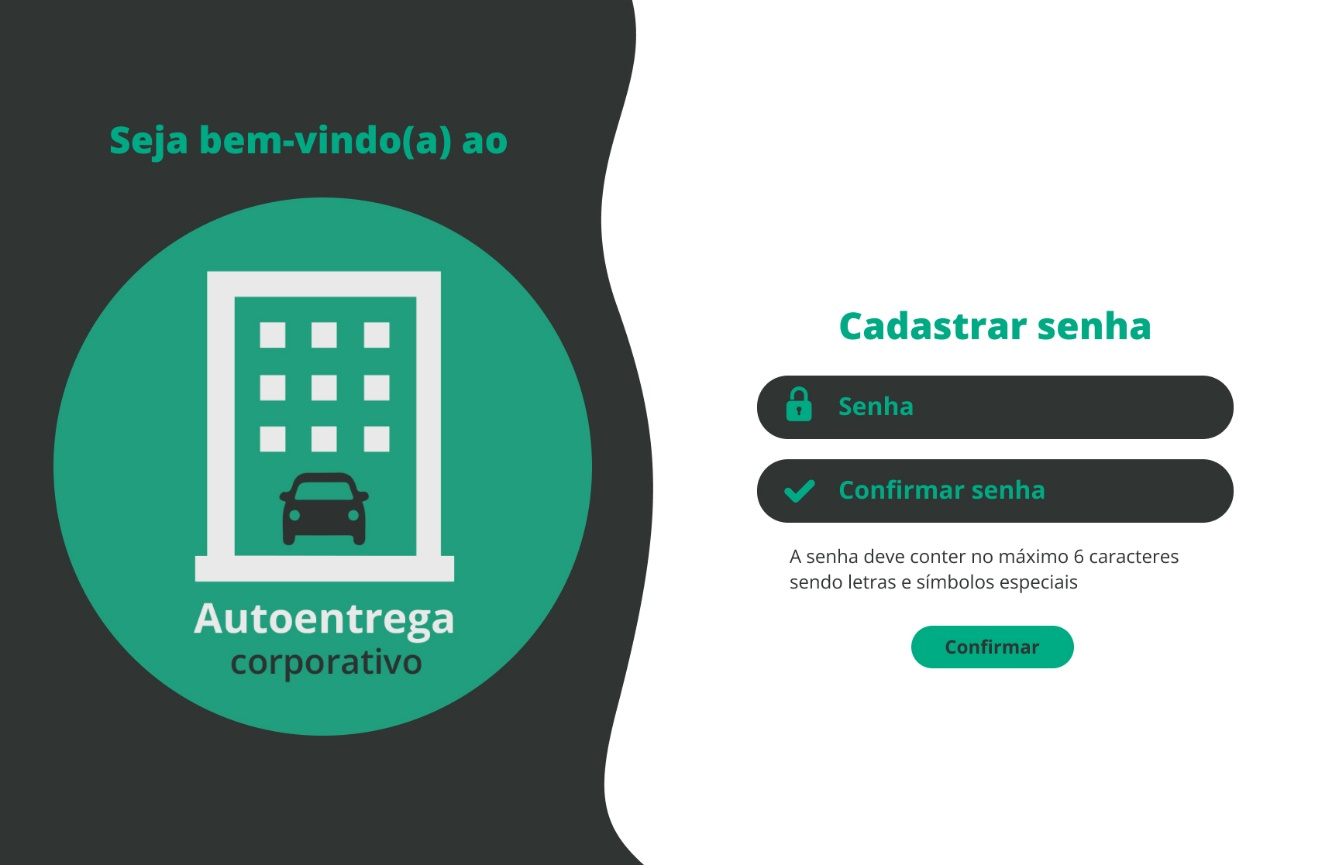 Seja bem-vindo(a) ao
Autoentrega
corporativo
Cadastrar senha
Senha
Confirmar senha
A senha deve conter no máximo 6 caracteres
sendo letras e símbolos especiais
Confirmar